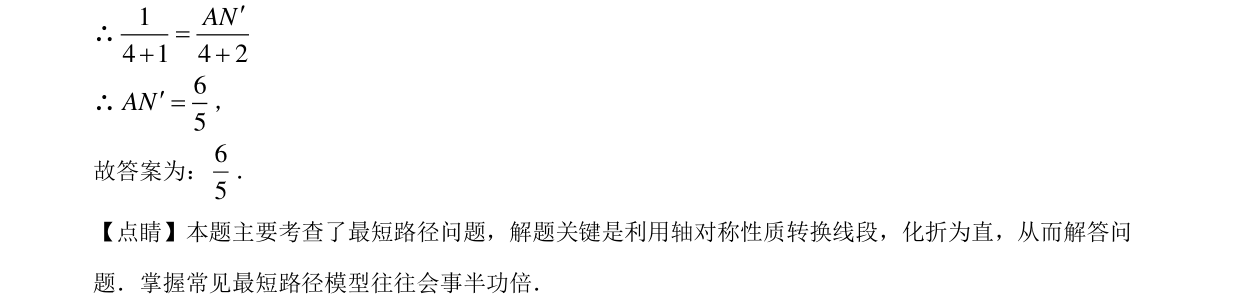 ∴ 1/(4+1) = AN′/(4+2)
∴ AN′ = 6/5，
故答案为：6/5．
【点睛】本题主要考查了最短路径问题，解题关键是利用轴对称性质转换线段，化折为直，从而解答问
题．掌握常见最短路径模型往往会事半功倍．